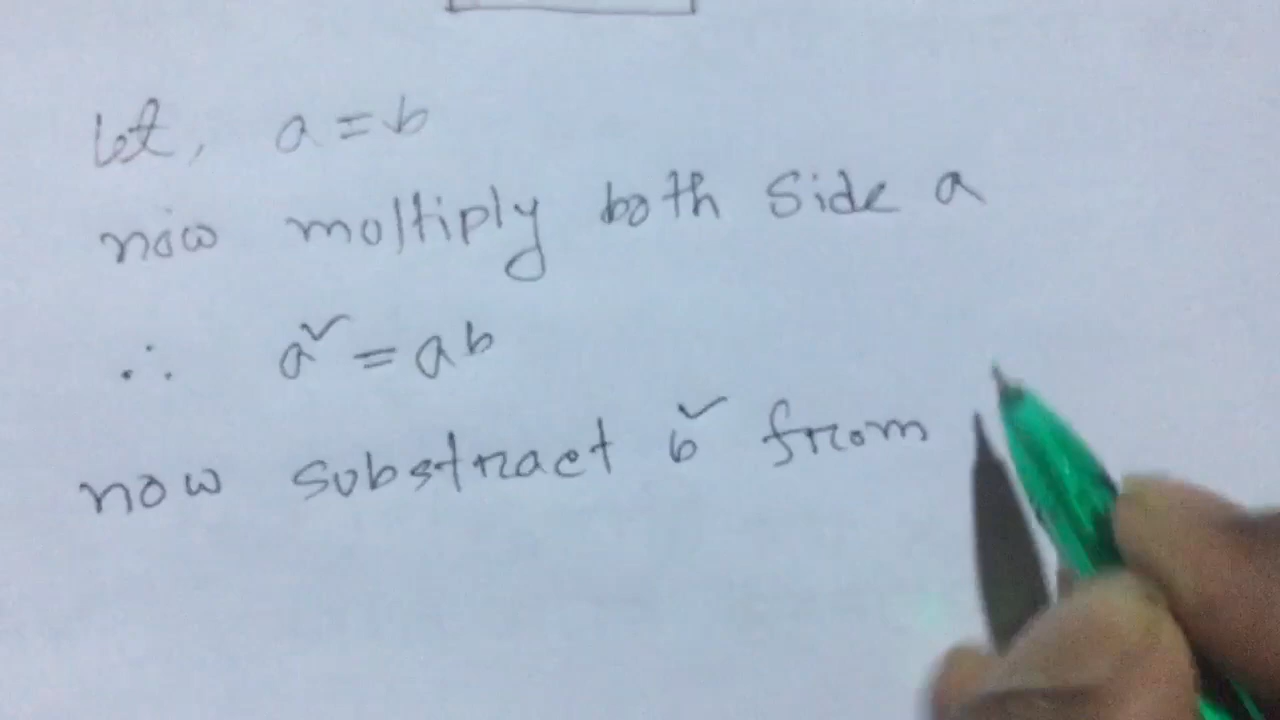 Let, a = b
now multiply both side a
∴ a² = ab
now substract b² from